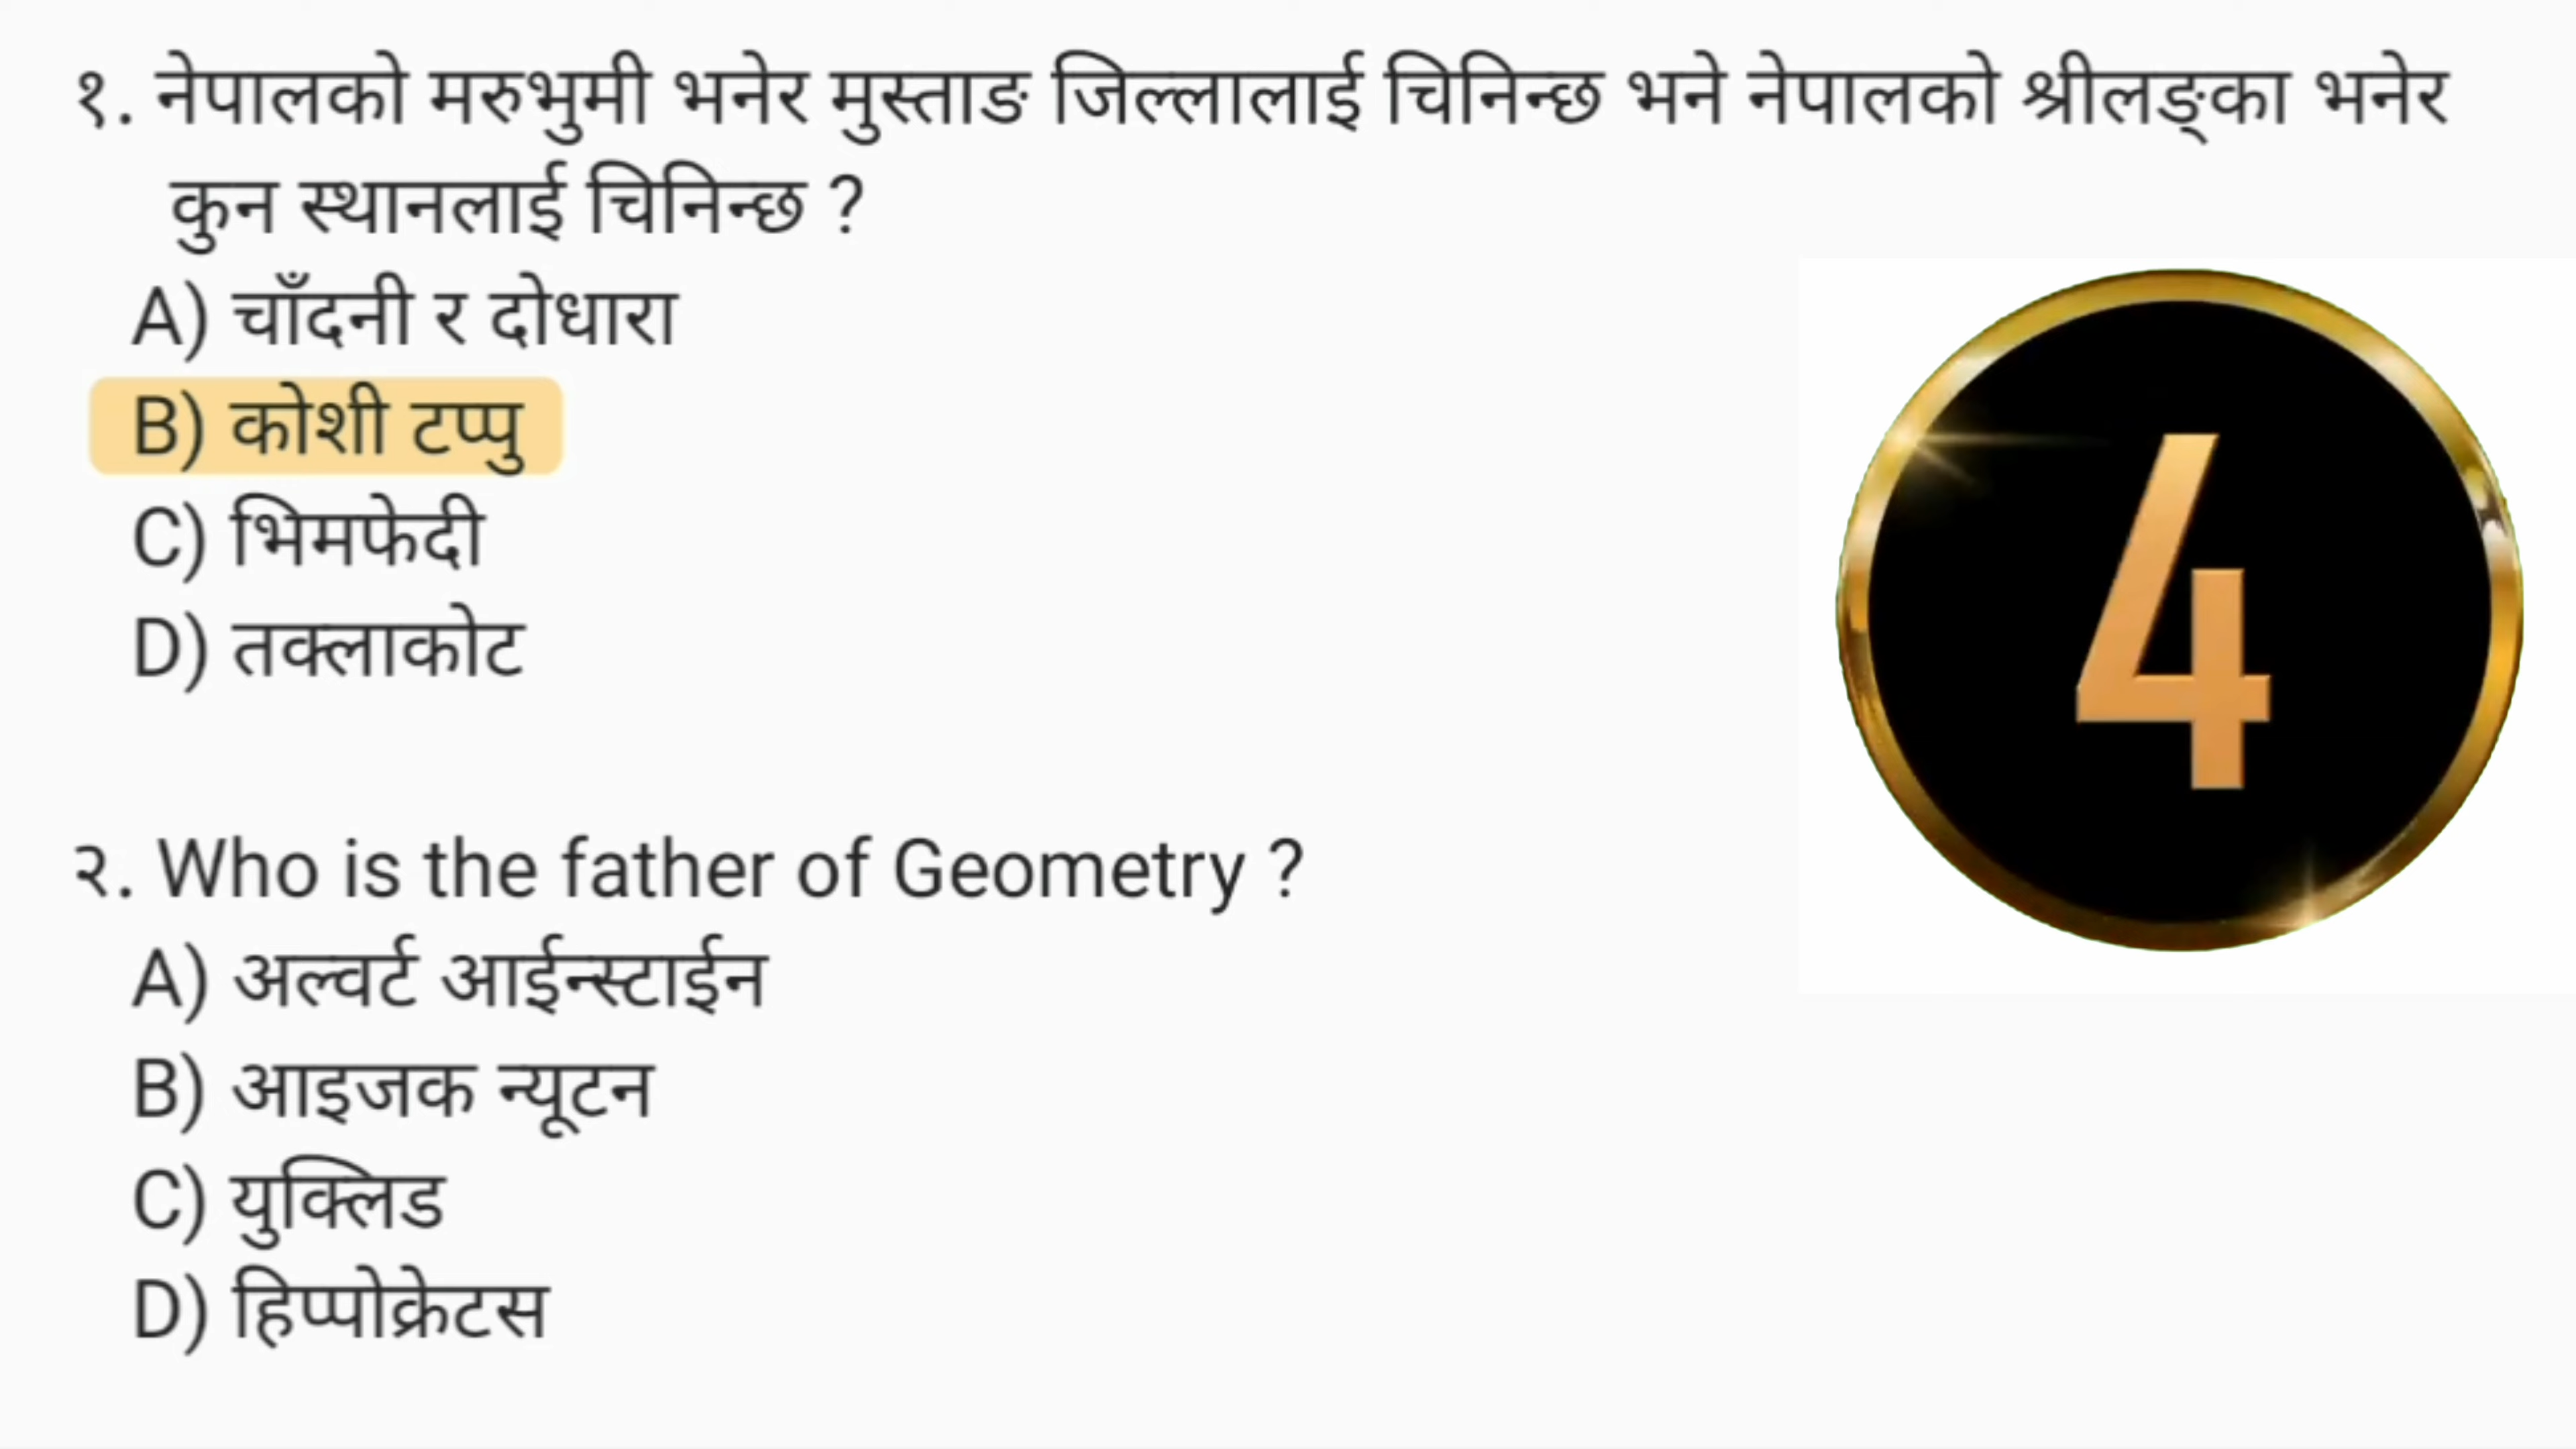 १. नेपालको मरुभुमी भनेर मुस्ताङ जिल्लालाई चिनिन्छ भने नेपालको श्रीलङ्का भनेर
कुन स्थानलाई चिनिन्छ ?
A) चाँदनी र दोधारा
B) कोशी टप्पु
C) भिमफेदी
D) तक्लाकोट
4
२. Who is the father of Geometry ?
A) अल्वर्ट आईन्स्टाईन
B) आइजक न्यूटन
C) युक्लिड
D) हिप्पोक्रेटस